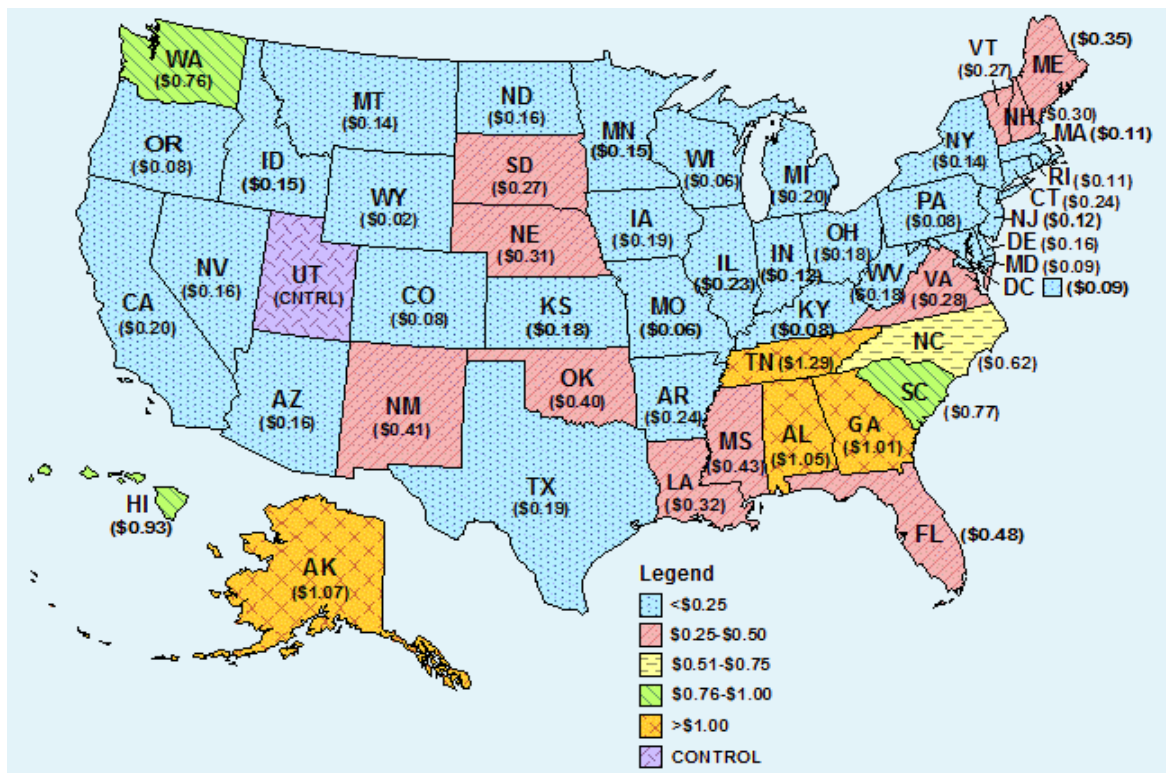 WA
($0.76)
MT
($0.14)
ND
($0.16)
MN
($0.15)
VT
($0.27)
ME
($0.35)
NH
($0.30)
MA ($0.11)
OR
($0.08)
ID
($0.15)
SD
($0.27)
WI
($0.06)
MI
($0.20)
NY
($0.14)
RI ($0.11)
CT
($0.24)
WY
($0.02)
NE
($0.31)
IA
($0.19)
PA
($0.08)
NJ ($0.12)
DE ($0.16)
MD ($0.09)
DC ($0.09)
NV
($0.16)
UT
(CNTRL)
CO
($0.08)
KS
($0.18)
MO
($0.06)
IL
($0.23)
IN
($0.12)
OH
($0.18)
WV
($0.18)
VA
($0.28)
CA
($0.20)
KY
($0.08)
NC
($0.62)
TN ($1.29)
AZ
($0.16)
NM
($0.41)
OK
($0.40)
AR
($0.24)
SC
($0.77)
MS
($0.43)
AL
($1.05)
GA
($1.01)
TX
($0.19)
LA
($0.32)
FL ($0.48)
HI
($0.93)
AK
($1.07)
Legend
<$0.25
$0.25-$0.50
$0.51-$0.75
$0.76-$1.00
>$1.00
CONTROL